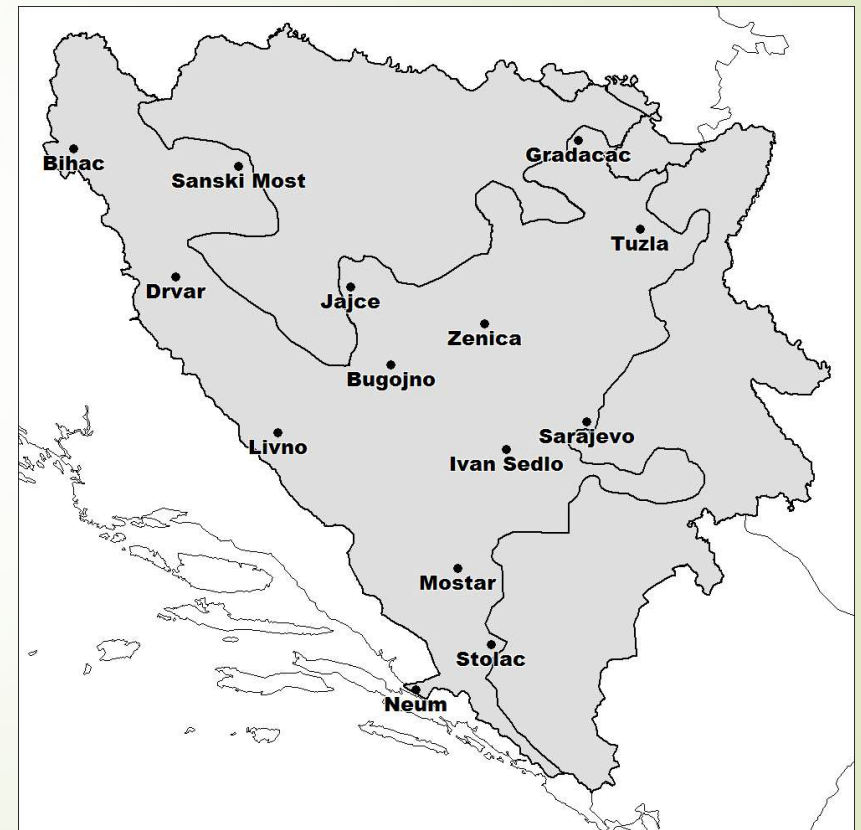 Bihac
Gradacac
Sanski Most
Tuzla
Drvar
Jajce
Zenica
Bugojno
Livno
Sarajevo
Ivan Sedlo
Mostar
Stolac
Neum